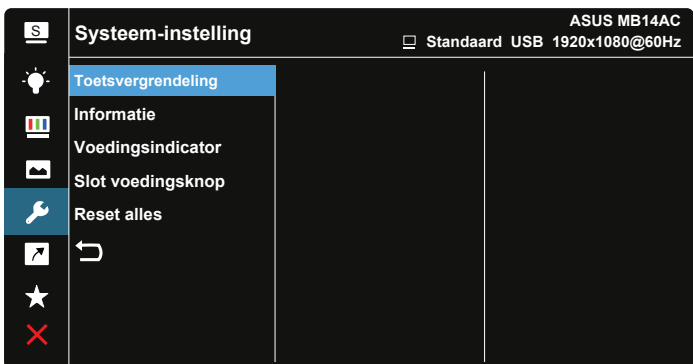 S
Systeem-instelling
ASUS MB14AC
Standaard USB 1920x1080@60Hz
Toetsvergrendeling
Informatie
Voedingsindicator
Slot voedingsknop
Reset alles